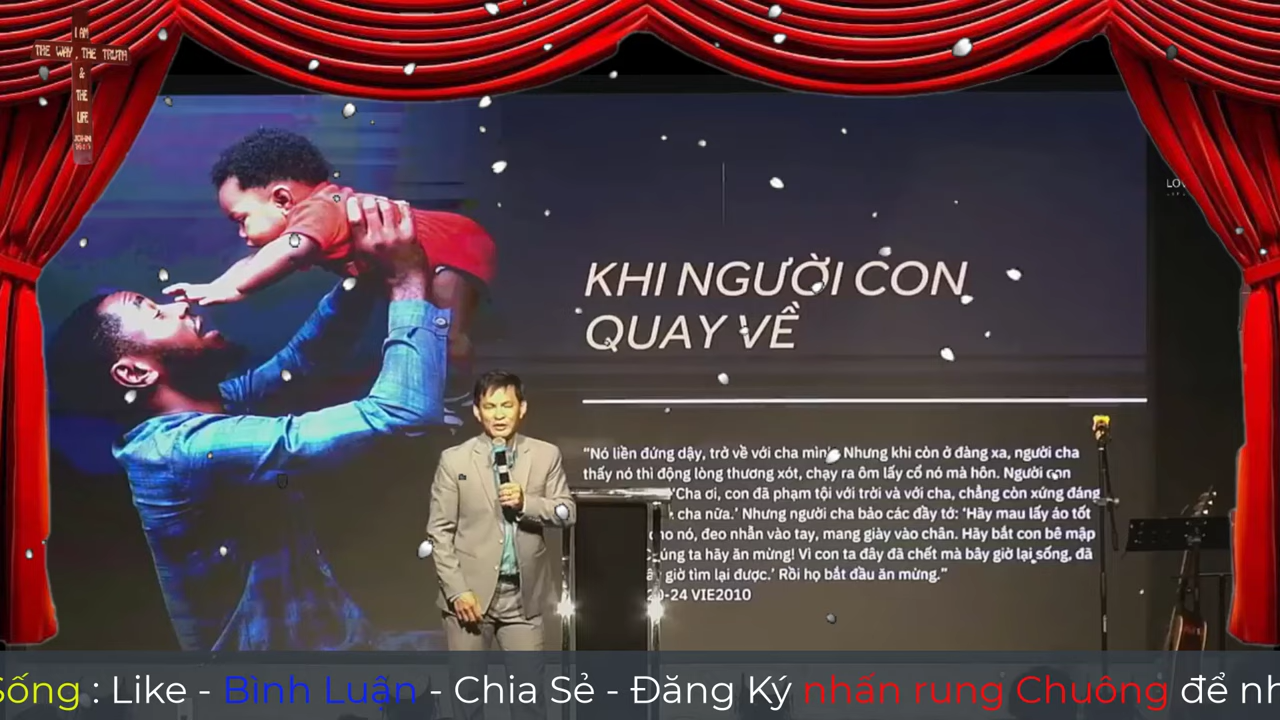 I AM
THE WAY, THE TRUTH
&
THE
LIFE
JOHN
KHI NGƯỜI CON
QUAY VỀ
“Nó liền đứng dậy, trở về với cha mình. Nhưng khi còn ở đàng xa, người cha
thấy nó thì động lòng thương xót, chạy ra ôm lấy cổ nó mà hôn. Người con
‘Cha ơi, con đã phạm tội với trời và với cha, chẳng còn xứng đáng
cha nữa.’ Nhưng người cha bảo các đầy tớ: ‘Hãy mau lấy áo tốt
cho nó, đeo nhẫn vào tay, mang giày vào chân. Hãy bắt con bê mập
úng ta hãy ăn mừng! Vì con ta đây đã chết mà bây giờ lại sống, đã
giờ tìm lại được.’ Rồi họ bắt đầu ăn mừng.”
0-24 VIE2010
Sống : Like - Bình Luận - Chia Sẻ - Đăng Ký nhấn rung Chuông để nh